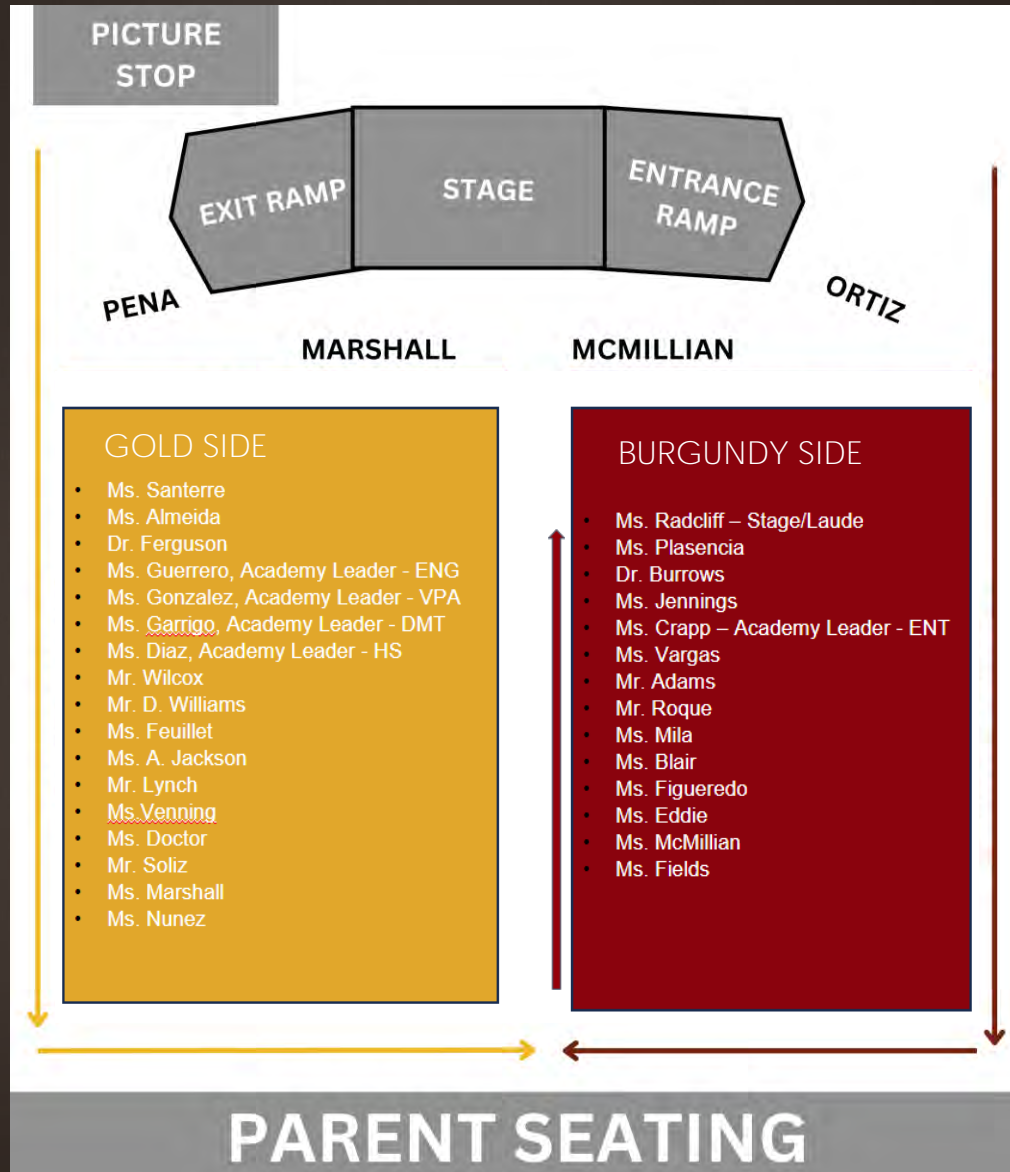 PICTURE
STOP
EXIT RAMP
STAGE
ENTRANCE
RAMP
PENA
ORTIZ
MARSHALL
MCMILLIAN
GOLD SIDE
• Ms. Santerre
• Ms. Almeida
• Dr. Ferguson
• Ms. Guerrero, Academy Leader - ENG
• Ms. Gonzalez, Academy Leader - VPA
• Ms. Garrigo, Academy Leader - DMT
• Ms. Diaz, Academy Leader - HS
• Mr. Wilcox
• Mr. D. Williams
• Ms. Feuillet
• Ms. A. Jackson
• Mr. Lynch
• Ms.Venning
• Ms. Doctor
• Mr. Soliz
• Ms. Marshall
• Ms. Nunez
BURGUNDY SIDE
• Ms. Radcliff – Stage/Laude
• Ms. Plasencia
• Dr. Burrows
• Ms. Jennings
• Ms. Crapp – Academy Leader - ENT
• Ms. Vargas
• Mr. Adams
• Mr. Roque
• Ms. Mila
• Ms. Blair
• Ms. Figueredo
• Ms. Eddie
• Ms. McMillian
• Ms. Fields
PARENT SEATING